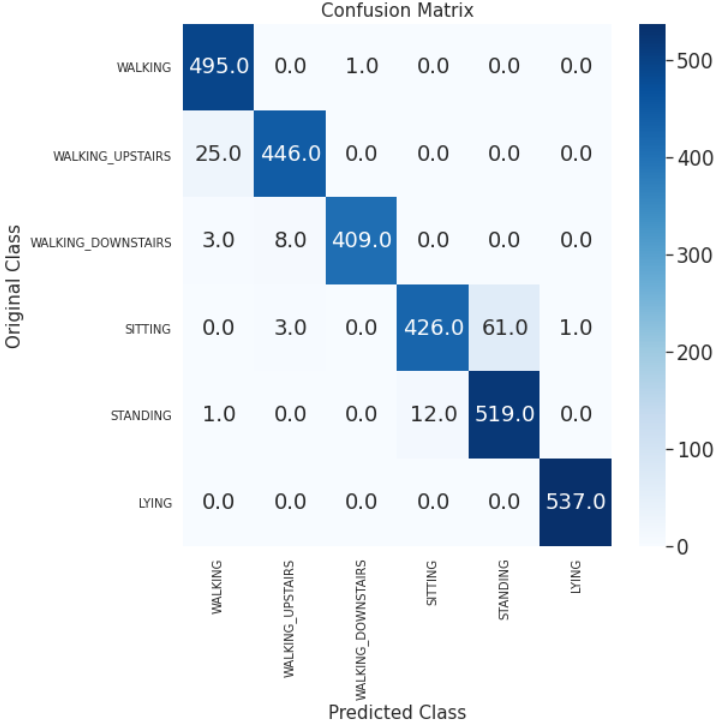 Confusion Matrix
WALKING 495.0 0.0 1.0 0.0 0.0 0.0
WALKING_UPSTAIRS 25.0 446.0 0.0 0.0 0.0 0.0
WALKING_DOWNSTAIRS 3.0 8.0 409.0 0.0 0.0 0.0
SITTING 0.0 3.0 0.0 426.0 61.0 1.0
STANDING 1.0 0.0 0.0 12.0 519.0 0.0
LYING 0.0 0.0 0.0 0.0 0.0 537.0
Original Class
WALKING
WALKING_UPSTAIRS
WALKING_DOWNSTAIRS
SITTING
STANDING
LYING
Predicted Class
500
400
300
200
100
0